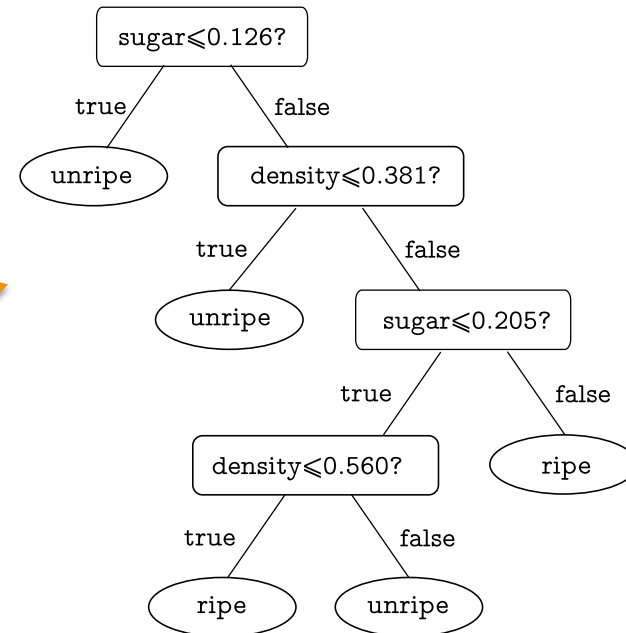 sugar⩽0.126?
true
false
unripe
density⩽0.381?
true
false
unripe
sugar⩽0.205?
true
false
density⩽0.560?
ripe
true
false
ripe
unripe